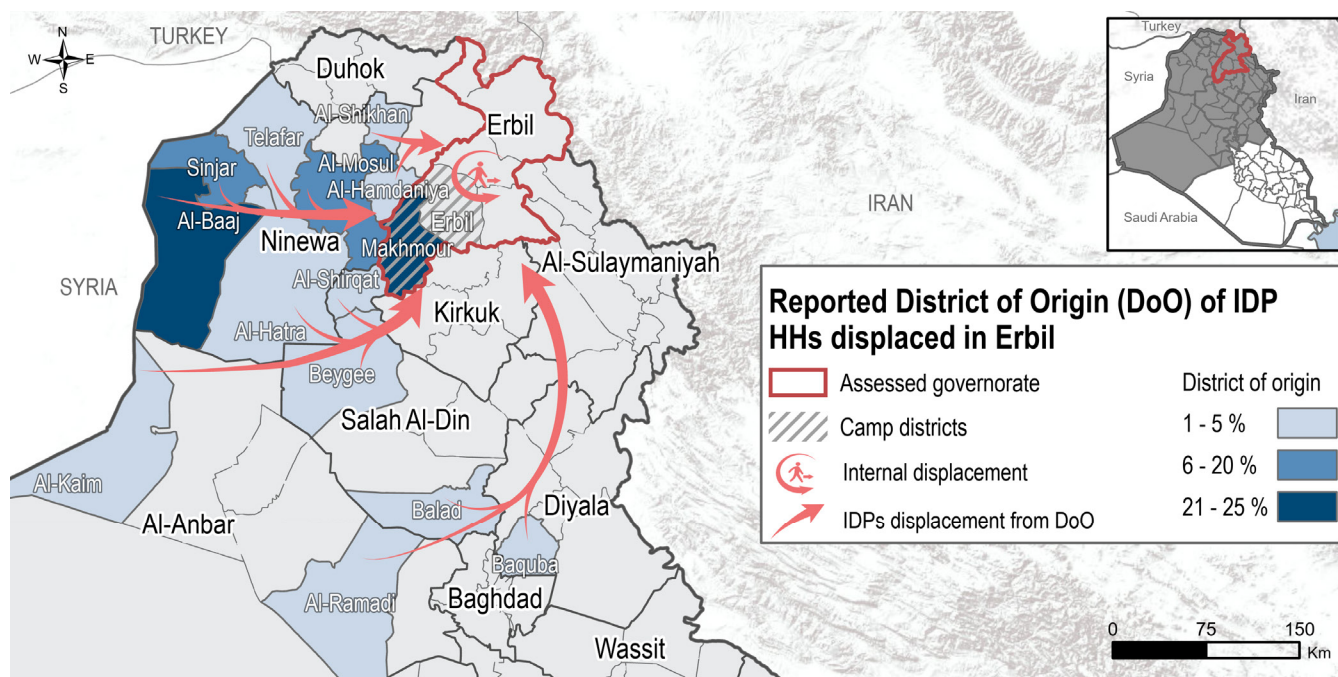 N
W E
S
TURKEY
Duhok
Al-Shikhan
Telafar
Erbil
Sinjar
Al-Mosul
Al-Hamdaniya
Al-Baaj
Erbil
Ninewa
Makhmour
IRAN
SYRIA
Al-Shirqat
Al-Sulaymaniyah
Kirkuk
Al-Hatra
Beygee
Salah Al-Din
Al-Kaim
Al-Anbar
Balad
Diyala
Baquba
Al-Ramadi
Baghdad
Wassit
Turkey
Syria
Iran
Saudi Arabia
Reported District of Origin (DoO) of IDP
HHs displaced in Erbil
Assessed governorate
Camp districts
Internal displacement
IDPs displacement from DoO
District of origin
1 - 5 %
6 - 20 %
21 - 25 %
0 75 150
Km